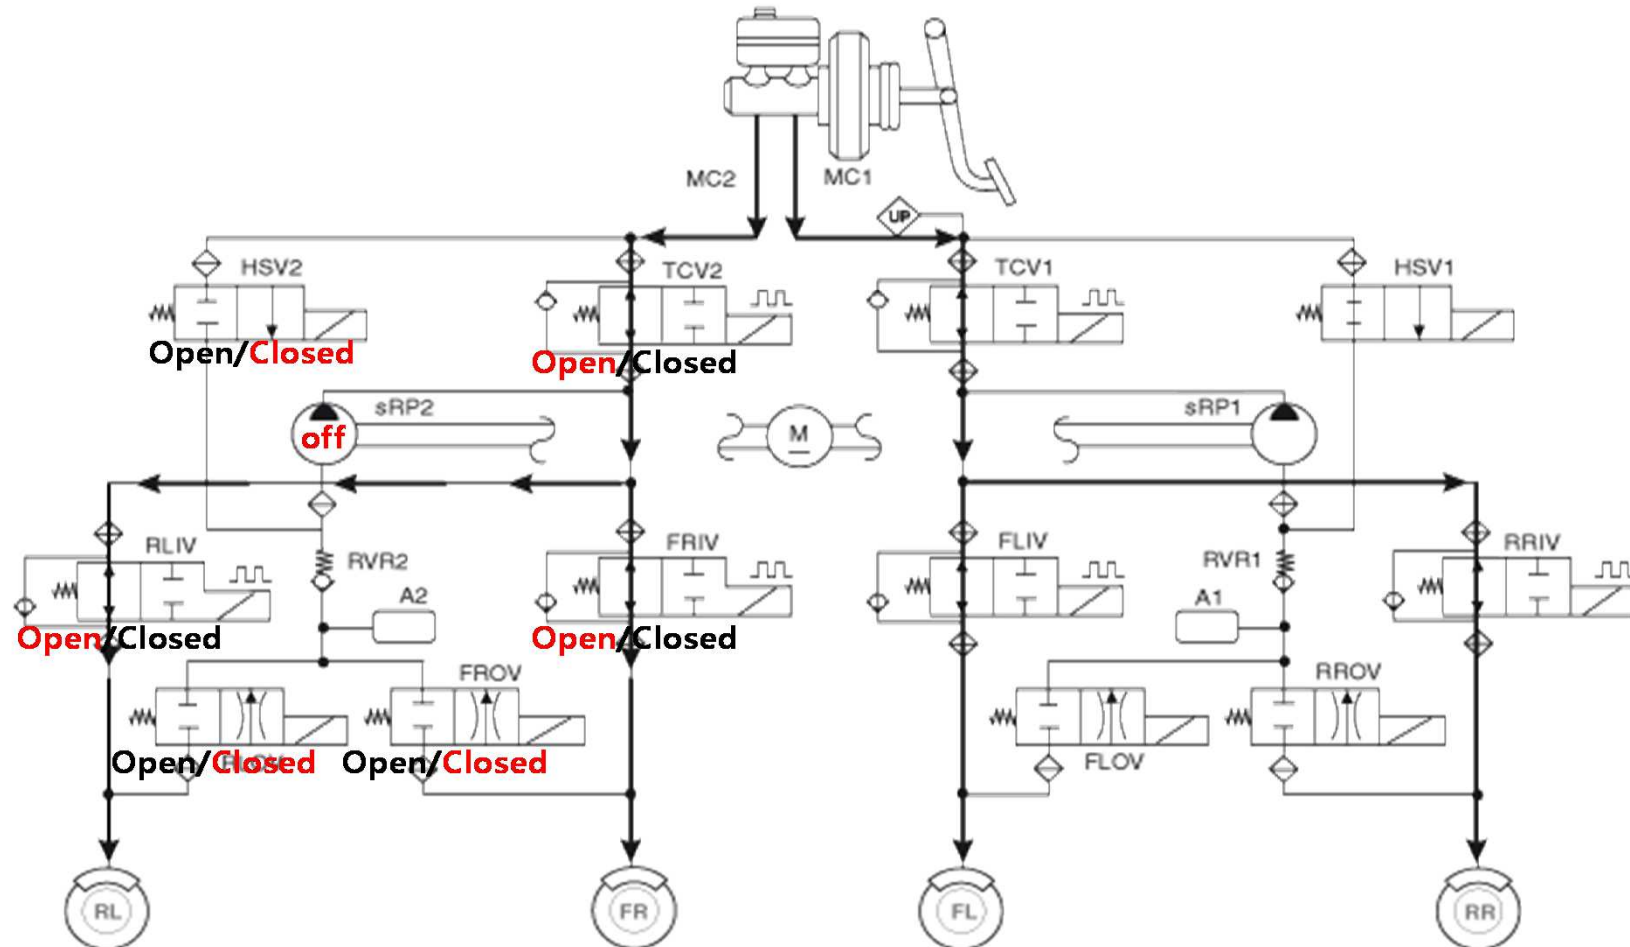 MC2
MC1
UP
HSV2
TCV2
TCV1
HSV1
Open/Closed
Open/Closed
sRP2
sRP1
off
M
RLIV
FRIV
FLIV
RRIV
RVR2
RVR1
A2
A1
Open/Closed
Open/Closed
FROV
RROV
Open/Closed
Open/Closed
FLOV
RL
FR
FL
RR